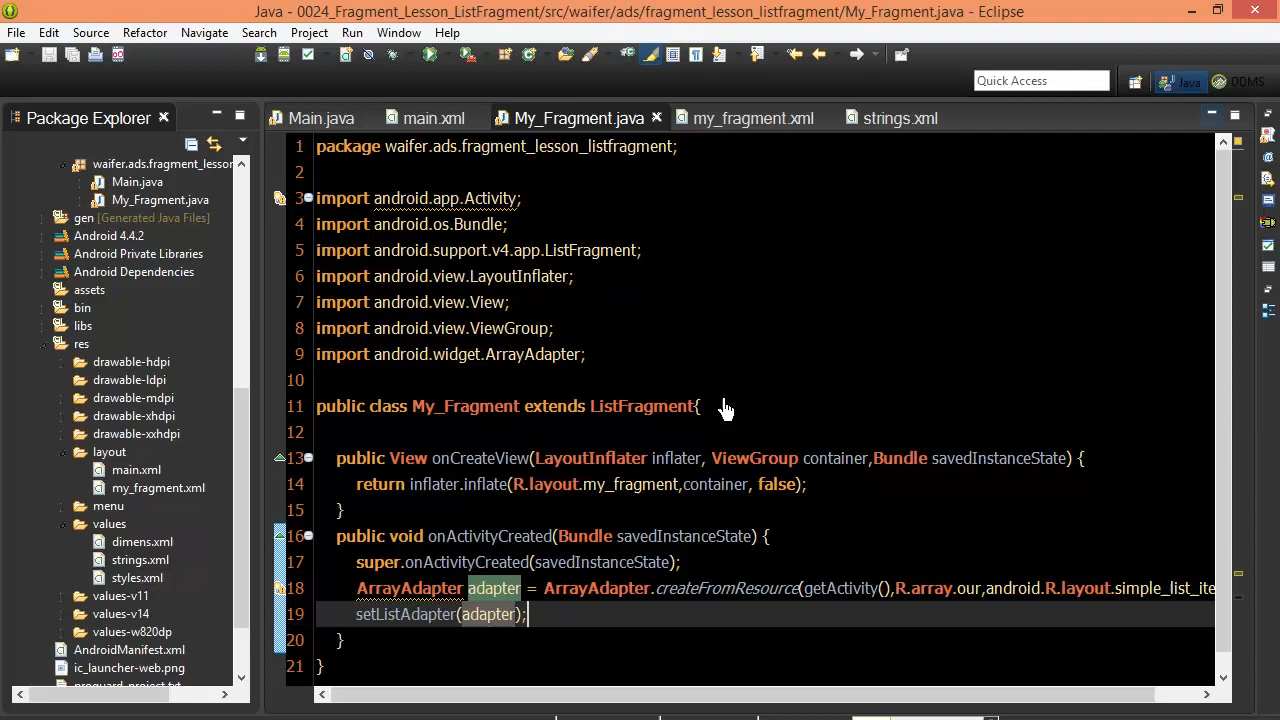 Java - 0024_Fragment_Lesson_ListFragment/src/waifer/ads/fragment_lesson_listfragment/My_Fragment.java - Eclipse
File Edit Source Refactor Navigate Search Project Run Window Help
Quick Access
Java
DDMS
Package Explorer
waifer.ads.fragment_lesson
Main.java
My_Fragment.java
gen [Generated Java Files]
Android 4.4.2
Android Private Libraries
Android Dependencies
assets
bin
libs
res
drawable-hdpi
drawable-ldpi
drawable-mdpi
drawable-xhdpi
drawable-xxhdpi
layout
main.xml
my_fragment.xml
menu
values
dimens.xml
strings.xml
styles.xml
values-v11
values-v14
values-w820dp
AndroidManifest.xml
ic_launcher-web.png
proguard-project.txt
Main.java main.xml My_Fragment.java my_fragment.xml strings.xml
1 package waifer.ads.fragment_lesson_listfragment;
2
3 import android.app.Activity;
4 import android.os.Bundle;
5 import android.support.v4.app.ListFragment;
6 import android.view.LayoutInflater;
7 import android.view.View;
8 import android.view.ViewGroup;
9 import android.widget.ArrayAdapter;
10
11 public class My_Fragment extends ListFragment{
12
13 public View onCreateView(LayoutInflater inflater, ViewGroup container,Bundle savedInstanceState) {
14 return inflater.inflate(R.layout.my_fragment,container, false);
15 }
16 public void onActivityCreated(Bundle savedInstanceState) {
17 super.onActivityCreated(savedInstanceState);
18 ArrayAdapter adapter = ArrayAdapter.createFromResource(getActivity(),R.array.our,android.R.layout.simple_list_ite
19 setListAdapter(adapter);
20 }
21 }